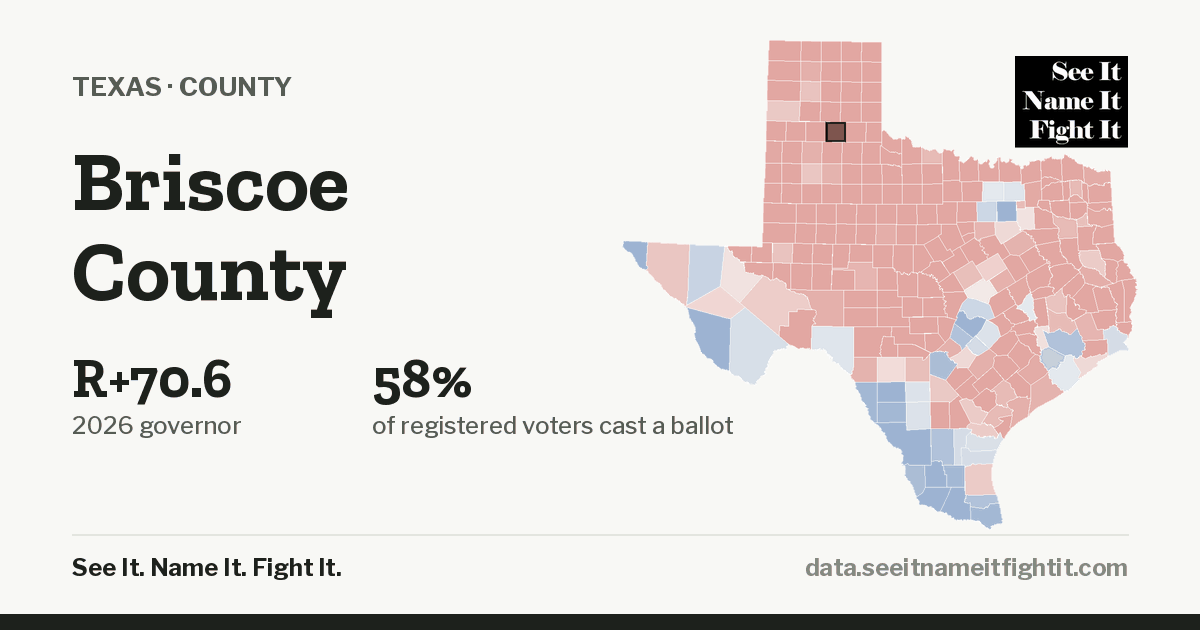 TEXAS · COUNTY
Briscoe
County
R+70.6
2026 governor
58%
of registered voters cast a ballot
See It
Name It
Fight It
See It. Name It. Fight It.
data.seeitnameitfightit.com